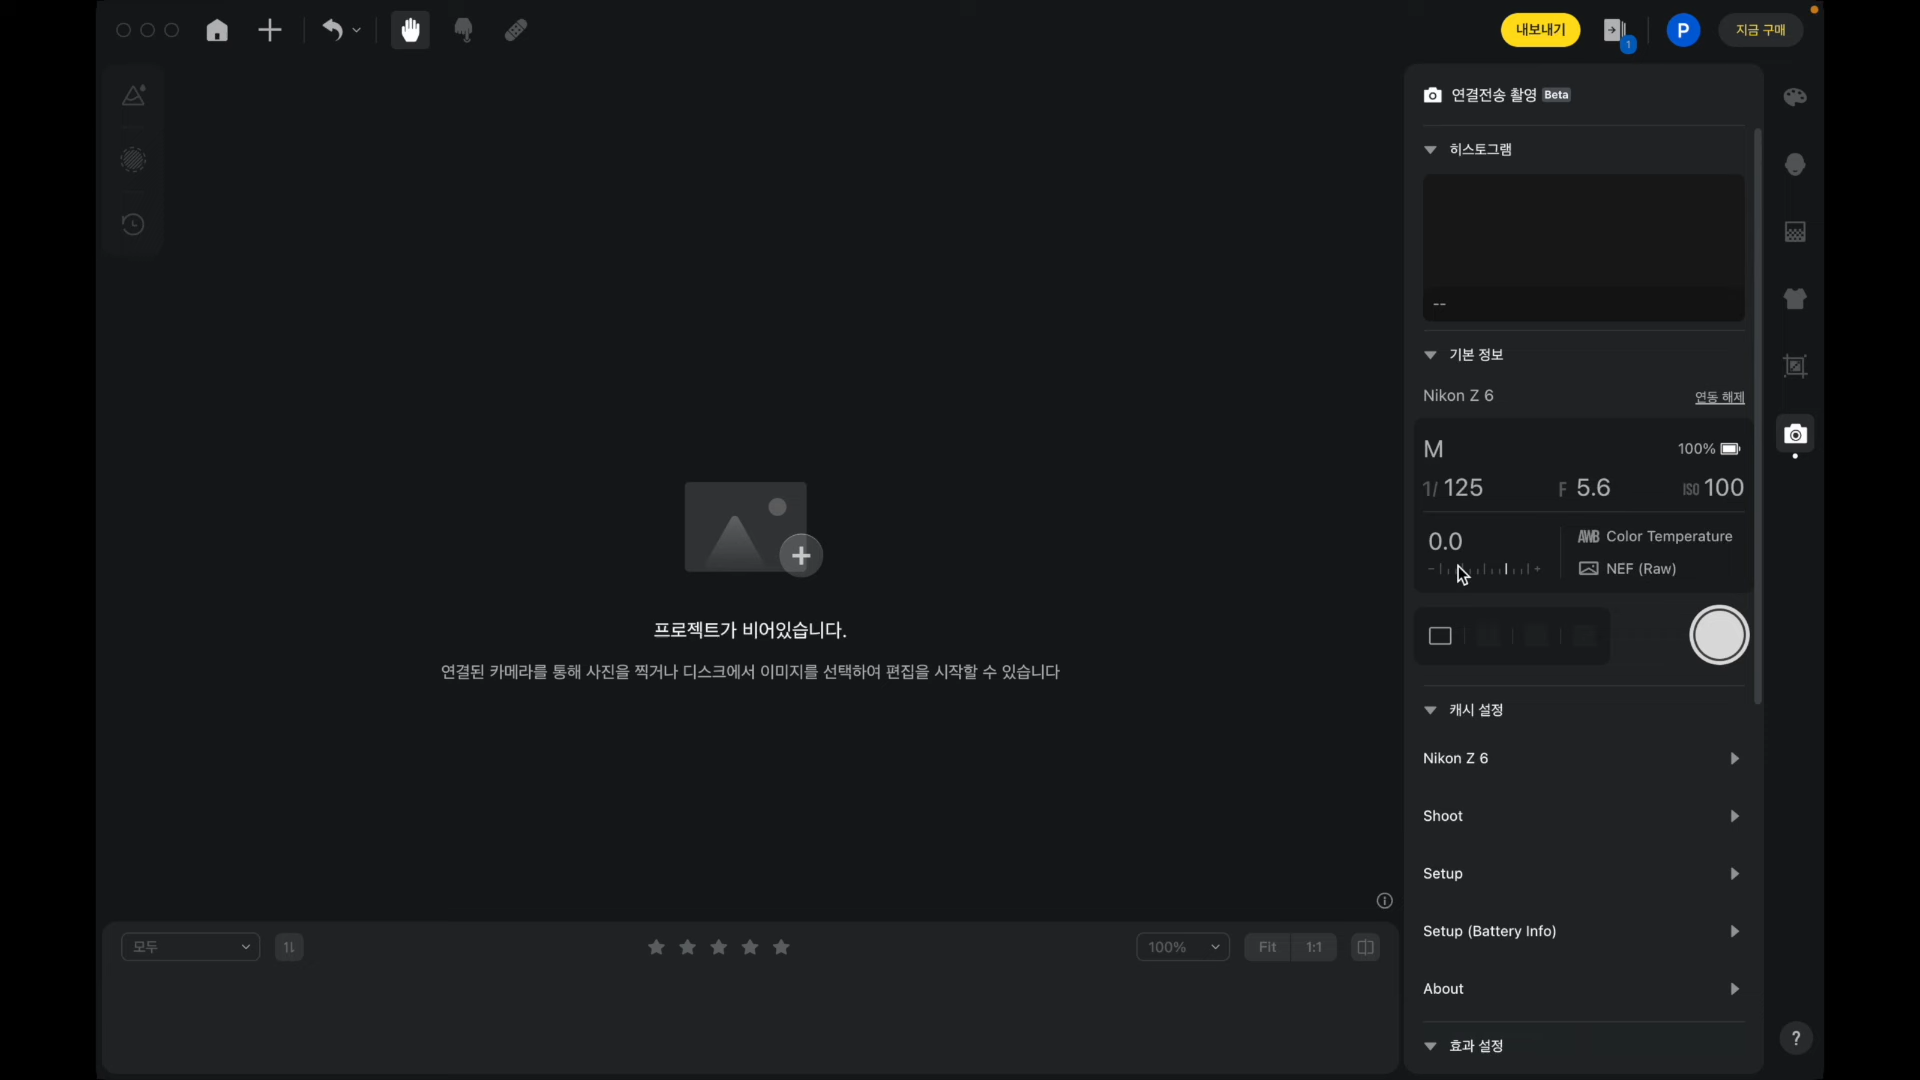 내보내기
1
P
지금 구매
연결전송 촬영 Beta
히스토그램
--
기본 정보
Nikon Z 6
연동 해제
M
100%
1/ 125
F 5.6
ISO 100
0.0
- +
AWB Color Temperature
NEF (Raw)
프로젝트가 비어있습니다.
연결된 카메라를 통해 사진을 찍거나 디스크에서 이미지를 선택하여 편집을 시작할 수 있습니다
캐시 설정
Nikon Z 6
Shoot
Setup
Setup (Battery Info)
About
효과 설정
모두
100%
Fit
1:1
?